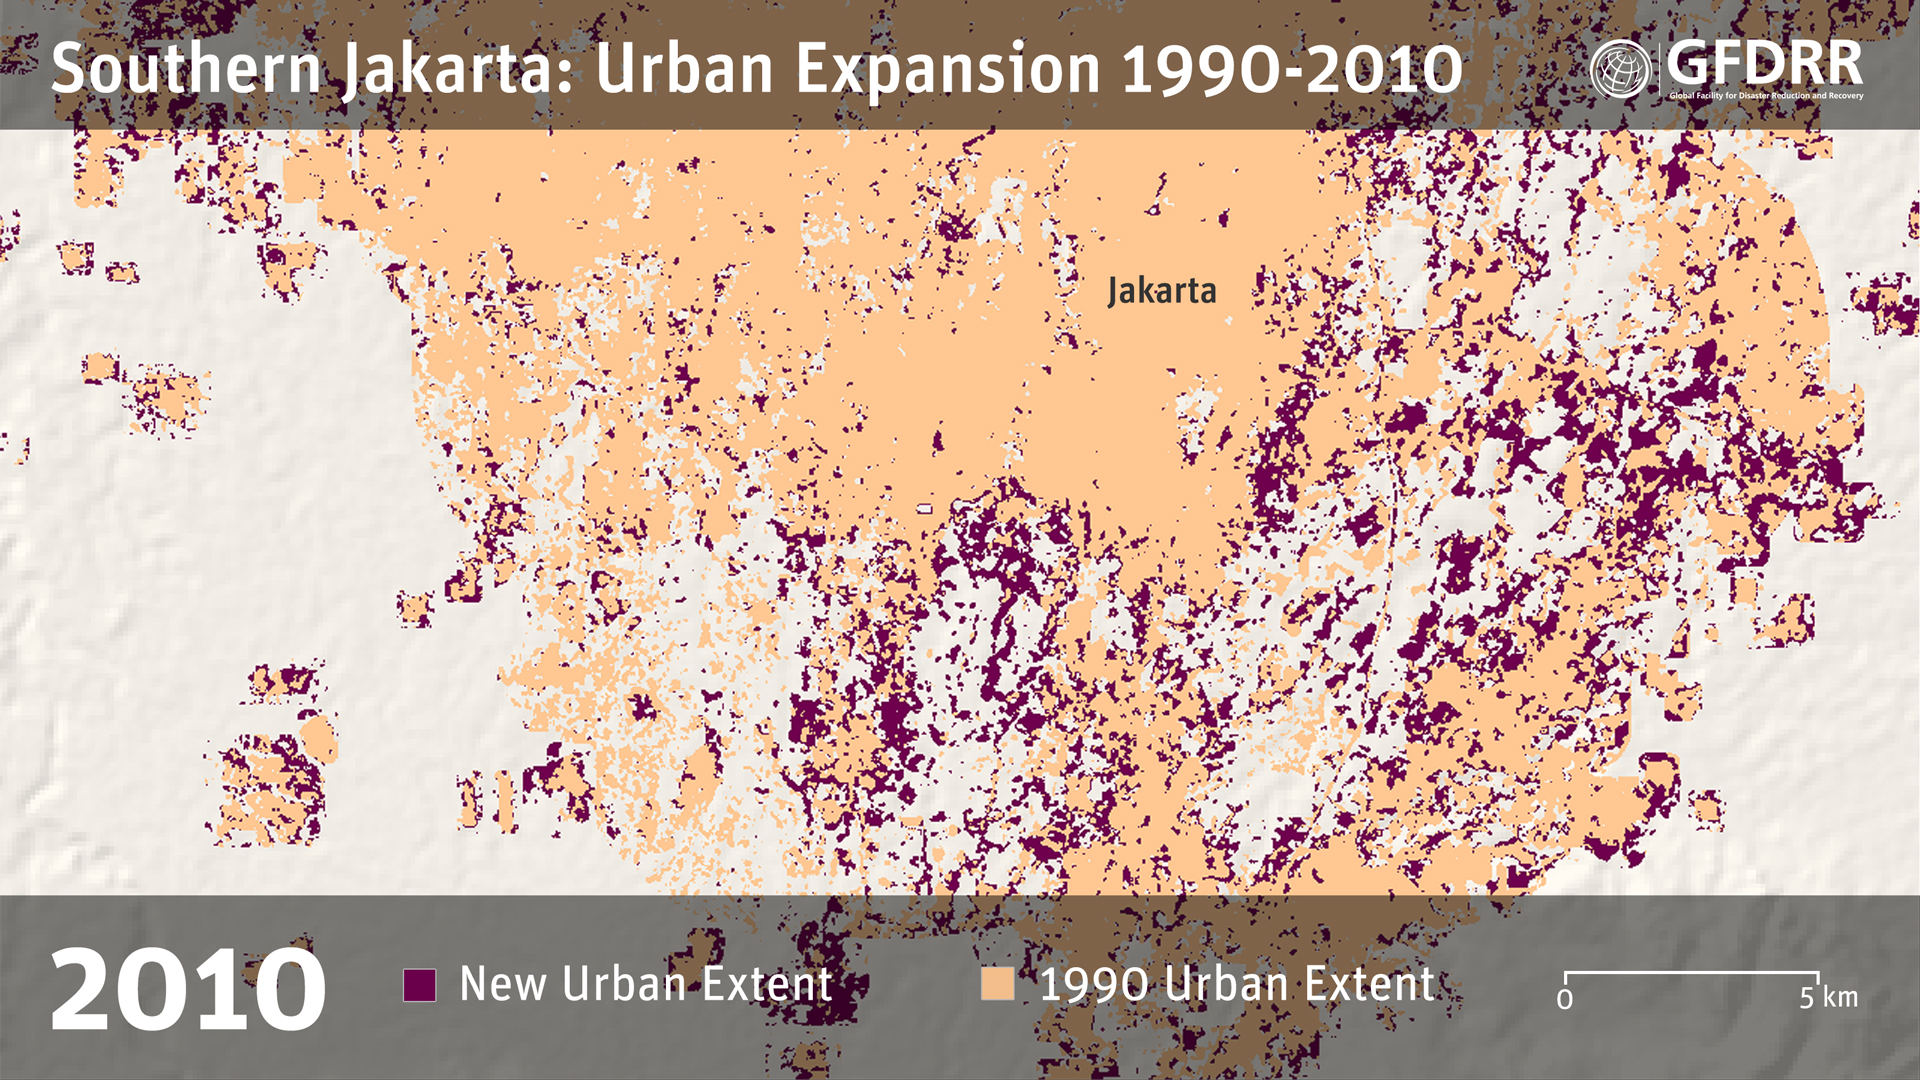 Southern Jakarta: Urban Expansion 1990-2010
GFDRR
Global Facility for Disaster Reduction and Recovery
Jakarta
2010
New Urban Extent
1990 Urban Extent
0 5 km